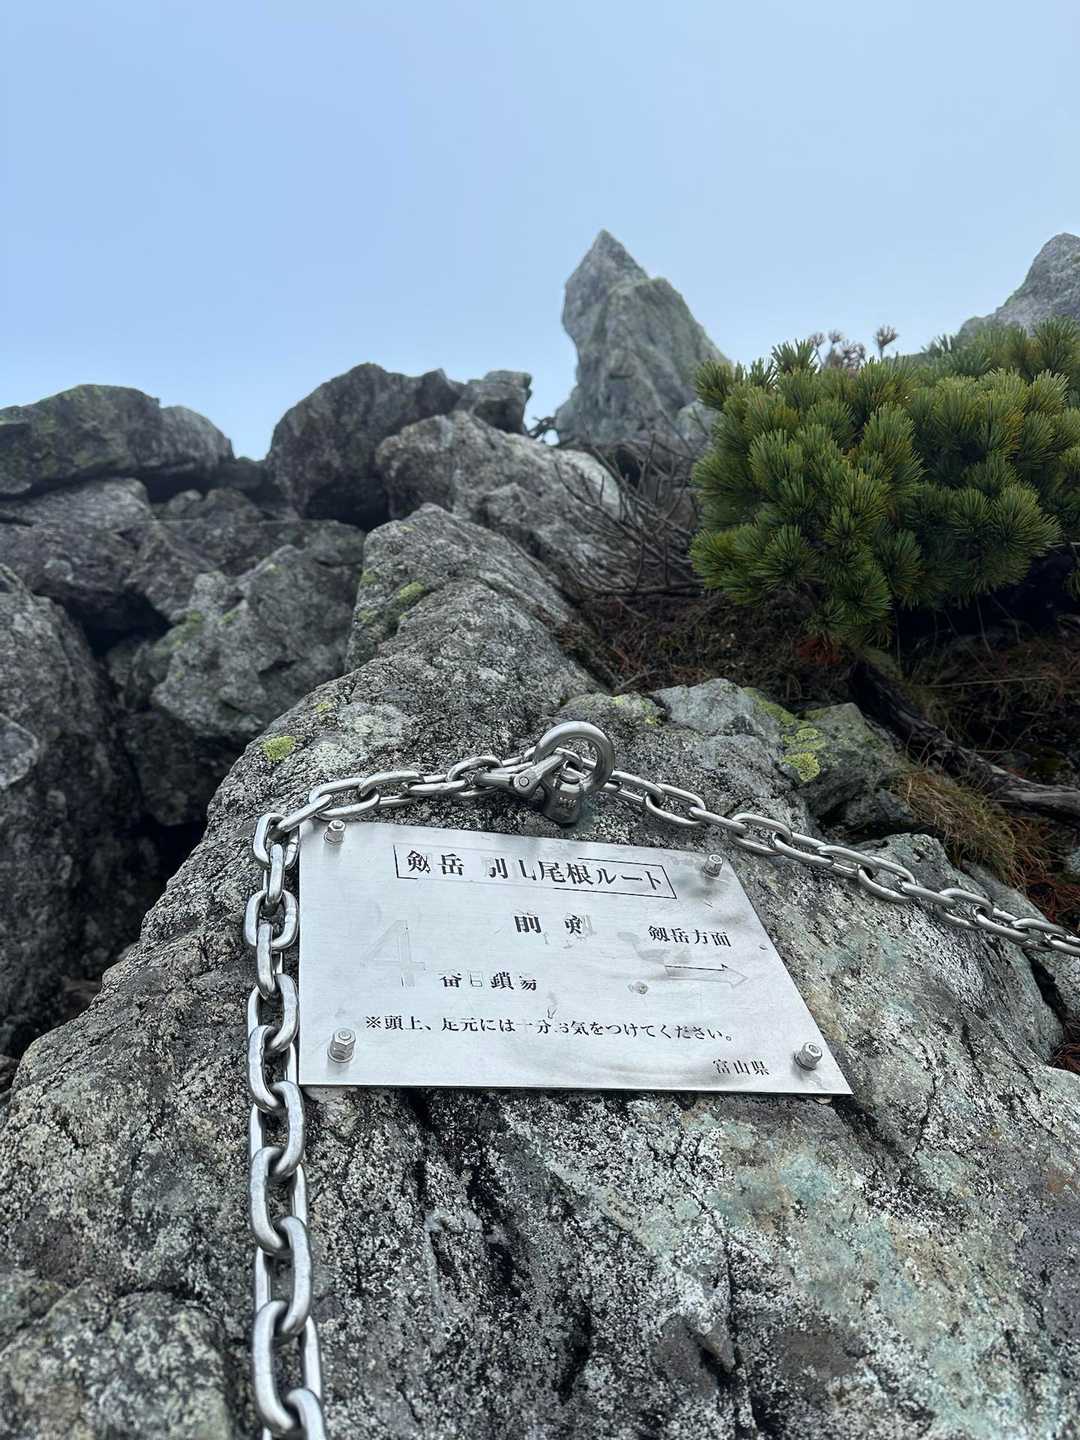 劔岳 別山尾根ルート
前剱
劔岳方面
4
番目鎖場
※頭上、足元には十分お気をつけてください。
富山県